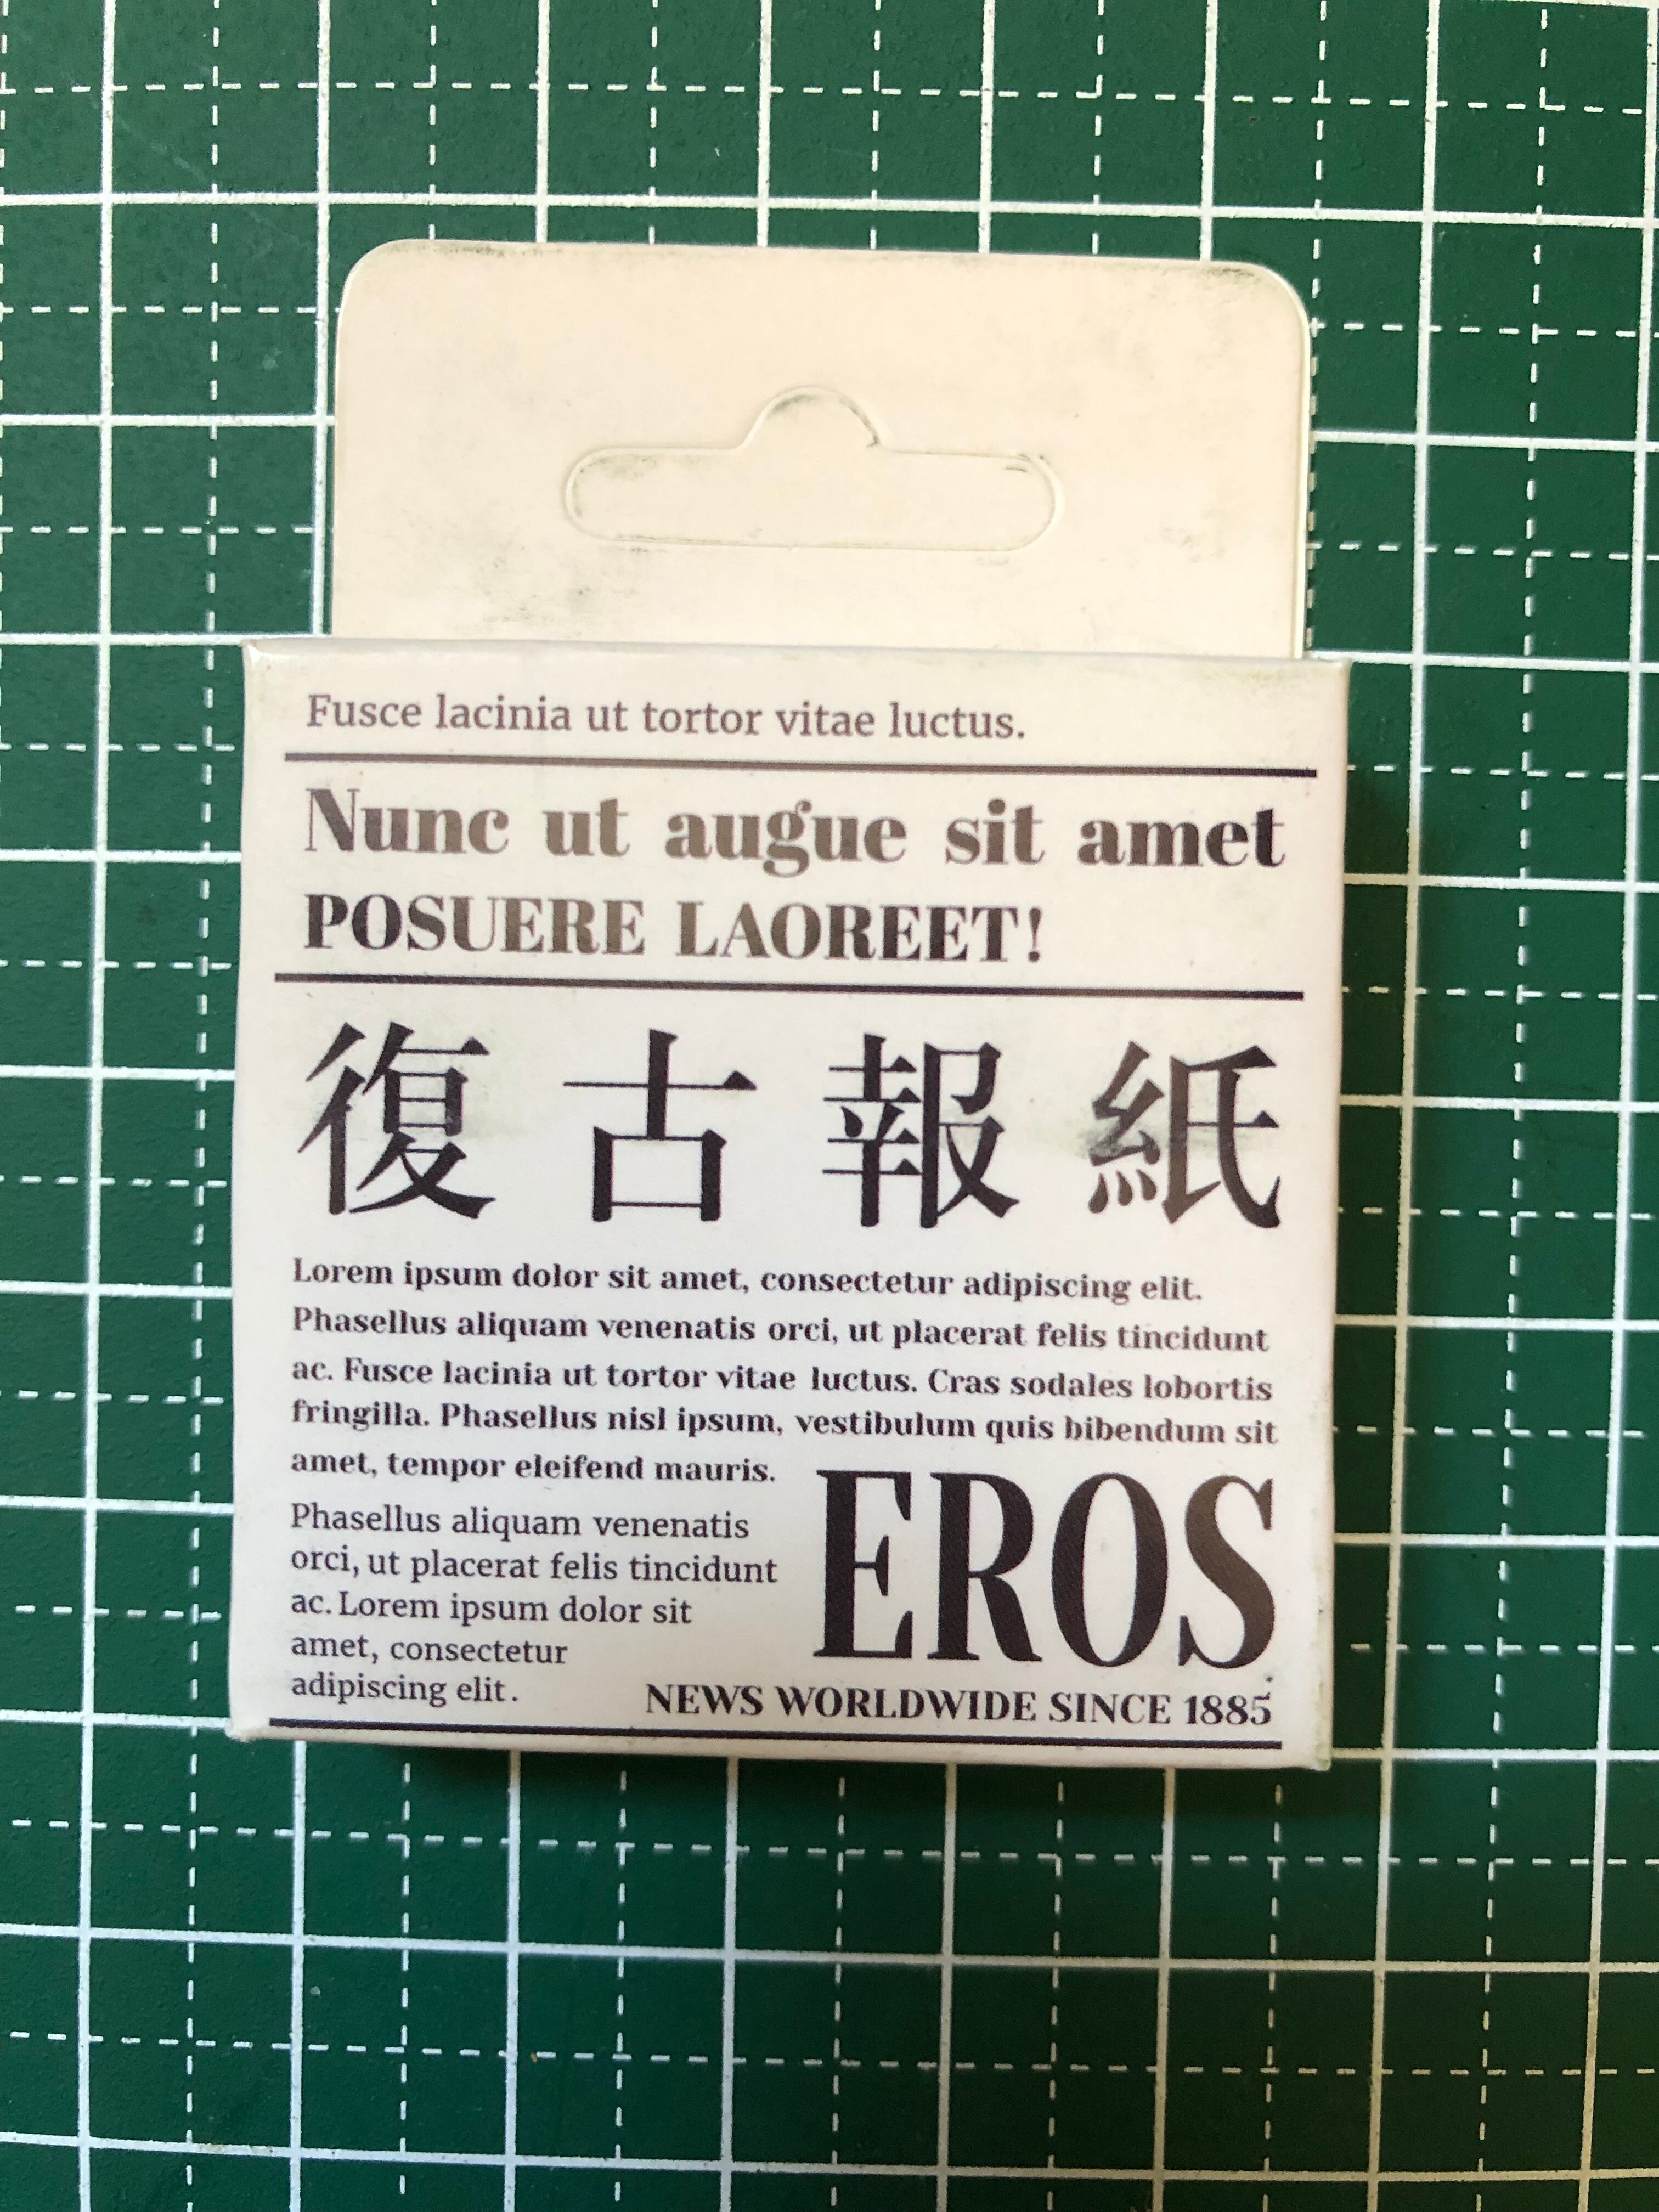 Fusce lacinia ut tortor vitae luctus.
Nunc ut augue sit amet
POSUERE LAOREET!
復古報紙
Lorem ipsum dolor sit amet, consectetur adipiscing elit.
Phasellus aliquam venenatis orci, ut placerat felis tincidunt
ac. Fusce lacinia ut tortor vitae luctus. Cras sodales lobortis
fringilla. Phasellus nisl ipsum, vestibulum quis bibendum sit
amet, tempor eleifend mauris.
Phasellus aliquam venenatis
orci, ut placerat felis tincidunt
ac. Lorem ipsum dolor sit
amet, consectetur
adipiscing elit.
EROS
NEWS WORLDWIDE SINCE 1885